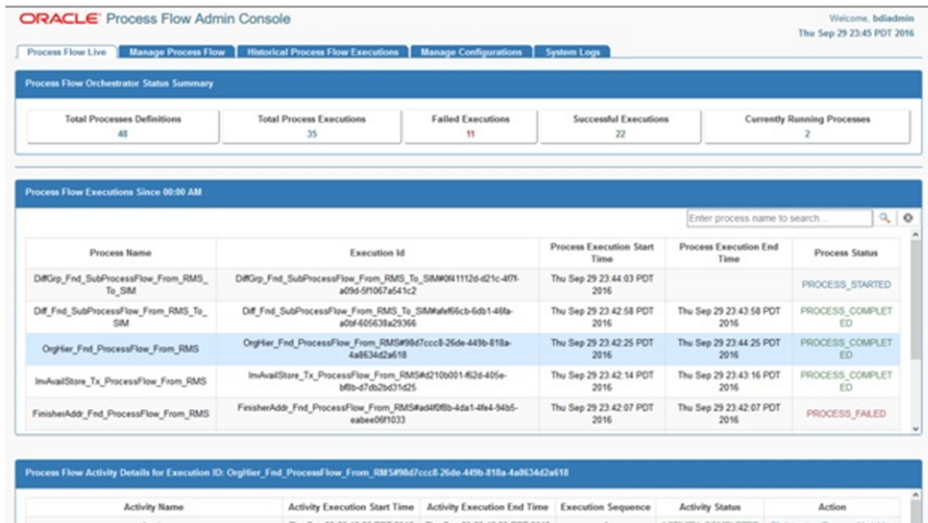 ORACLE Process Flow Admin Console
Welcome, bdiadmin
Thu Sep 29 23:45 PDT 2016
Process Flow Live
Manage Process Flow
Historical Process Flow Executions
Manage Configurations
System Logs
Process Flow Orchestrator Status Summary
Total Processes Definitions
48
Total Process Executions
35
Failed Executions
11
Successful Executions
22
Currently Running Processes
2
Process Flow Executions Since 00:00 AM
Enter process name to search...
Process Name
Execution Id
Process Execution Start
Time
Process Execution End
Time
Process Status
DiffGrp_Fnd_SubProcessFlow_From_RMS_
To_SIM
DiffGrp_Fnd_SubProcessFlow_From_RMS_To_SIM#0f41112d-d21c-4f7f-
a09d-5f1067a541c2
Thu Sep 29 23:44:03 PDT
2016
PROCESS_STARTED
Diff_Fnd_SubProcessFlow_From_RMS_To_
SIM
Diff_Fnd_SubProcessFlow_From_RMS_To_SIM#afef66cb-6db1-46fa-
a0bf-605638a29366
Thu Sep 29 23:42:58 PDT
2016
Thu Sep 29 23:43:58 PDT
2016
PROCESS_COMPLET
ED
OrgHier_Fnd_ProcessFlow_From_RMS
OrgHier_Fnd_ProcessFlow_From_RMS#98d7ccc8-26de-449b-818a-
4a8634d2a618
Thu Sep 29 23:42:25 PDT
2016
Thu Sep 29 23:44:25 PDT
2016
PROCESS_COMPLET
ED
InvAvailStore_Tx_ProcessFlow_From_RMS
InvAvailStore_Tx_ProcessFlow_From_RMS#d210b001-f62d-405e-
bf8b-d7db2bd31d25
Thu Sep 29 23:42:14 PDT
2016
Thu Sep 29 23:43:16 PDT
2016
PROCESS_COMPLET
ED
FinisherAddr_Fnd_ProcessFlow_From_RMS
FinisherAddr_Fnd_ProcessFlow_From_RMS#ad4f0f8b-4da1-4fe4-94b5-
eabee06f1033
Thu Sep 29 23:42:07 PDT
2016
Thu Sep 29 23:42:07 PDT
2016
PROCESS_FAILED
Process Flow Activity Details for Execution ID: OrgHier_Fnd_ProcessFlow_From_RMS#98d7ccc8-26de-449b-818a-4a8634d2a618
Activity Name
Activity Execution Start Time
Activity Execution End Time
Execution Sequence
Activity Status
Action